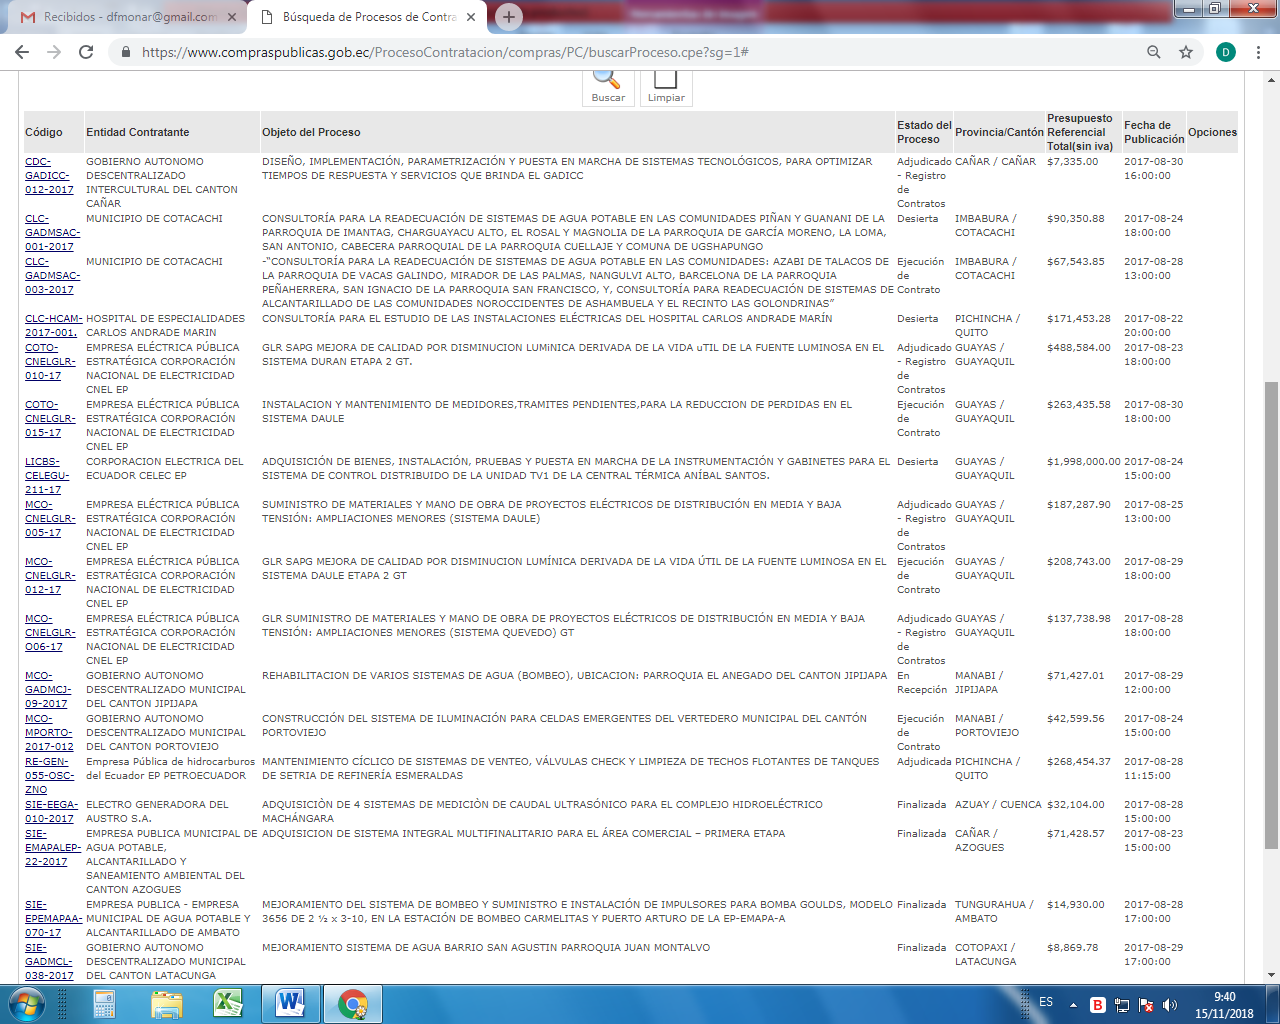 Recibidos - dfmonar@gmail.com
Búsqueda de Procesos de Contra
https://www.compraspublicas.gob.ec/ProcesoContratacion/compras/PC/buscarProceso.cpe?sg=1#
D
Buscar
Limpiar
Código
Entidad Contratante
Objeto del Proceso
Estado del
Proceso
Provincia/Cantón
Presupuesto
Referencial
Total(sin iva)
Fecha de
Publicación
Opciones
CDC-
GADICC-
012-2017
GOBIERNO AUTONOMO
DESCENTRALIZADO
INTERCULTURAL DEL CANTON
CAÑAR
DISEÑO, IMPLEMENTACIÓN, PARAMETRIZACIÓN Y PUESTA EN MARCHA DE SISTEMAS TECNOLÓGICOS, PARA OPTIMIZAR
TIEMPOS DE RESPUESTA Y SERVICIOS QUE BRINDA EL GADICC
Adjudicado
- Registro
de
Contratos
CAÑAR / CAÑAR
$7,335.00
2017-08-30
16:00:00
CLC-
GADMSAC-
001-2017
MUNICIPIO DE COTACACHI
CONSULTORÍA PARA LA READECUACIÓN DE SISTEMAS DE AGUA POTABLE EN LAS COMUNIDADES PIÑAN Y GUANANI DE LA
PARROQUIA DE IMANTAG, CHARGUAYACU ALTO, EL ROSAL Y MAGNOLIA DE LA PARROQUIA DE GARCÍA MORENO, LA LOMA,
SAN ANTONIO, CABECERA PARROQUIAL DE LA PARROQUIA CUELLAJE Y COMUNA DE UGSHAPUNGO
Desierta
IMBABURA /
COTACACHI
$90,350.88
2017-08-24
18:00:00
CLC-
GADMSAC-
003-2017
MUNICIPIO DE COTACACHI
-“CONSULTORÍA PARA LA READECUACIÓN DE SISTEMAS DE AGUA POTABLE EN LAS COMUNIDADES: AZABI DE TALACOS DE
LA PARROQUIA DE VACAS GALINDO, MIRADOR DE LAS PALMAS, NANGULVI ALTO, BARCELONA DE LA PARROQUIA
PEÑAHERRERA, SAN IGNACIO DE LA PARROQUIA SAN FRANCISCO, Y, CONSULTORÍA PARA READECUACIÓN DE SISTEMAS DE
ALCANTARILLADO DE LAS COMUNIDADES NOROCCIDENTES DE ASHAMBUELA Y EL RECINTO LAS GOLONDRINAS”
Ejecución
de
Contrato
IMBABURA /
COTACACHI
$67,543.85
2017-08-28
13:00:00
CLC-HCAM-
2017-001.
HOSPITAL DE ESPECIALIDADES
CARLOS ANDRADE MARIN
CONSULTORÍA PARA EL ESTUDIO DE LAS INSTALACIONES ELÉCTRICAS DEL HOSPITAL CARLOS ANDRADE MARÍN
Desierta
PICHINCHA /
QUITO
$171,453.28
2017-08-22
20:00:00
COTO-
CNELGLR-
010-17
EMPRESA ELÉCTRICA PÚBLICA
ESTRATÉGICA CORPORACIÓN
NACIONAL DE ELECTRICIDAD
CNEL EP
GLR SAPG MEJORA DE CALIDAD POR DISMINUCION LUMiNICA DERIVADA DE LA VIDA uTIL DE LA FUENTE LUMINOSA EN EL
SISTEMA DURAN ETAPA 2 GT.
Adjudicado
- Registro
de
Contratos
GUAYAS /
GUAYAQUIL
$488,584.00
2017-08-23
18:00:00
COTO-
CNELGLR-
015-17
EMPRESA ELÉCTRICA PÚBLICA
ESTRATÉGICA CORPORACIÓN
NACIONAL DE ELECTRICIDAD
CNEL EP
INSTALACION Y MANTENIMIENTO DE MEDIDORES,TRAMITES PENDIENTES,PARA LA REDUCCION DE PERDIDAS EN EL
SISTEMA DAULE
Ejecución
de
Contrato
GUAYAS /
GUAYAQUIL
$263,435.58
2017-08-30
18:00:00
LICBS-
CELEGU-
211-17
CORPORACION ELECTRICA DEL
ECUADOR CELEC EP
ADQUISICIÓN DE BIENES, INSTALACIÓN, PRUEBAS Y PUESTA EN MARCHA DE LA INSTRUMENTACIÓN Y GABINETES PARA EL
SISTEMA DE CONTROL DISTRIBUIDO DE LA UNIDAD TV1 DE LA CENTRAL TÉRMICA ANÍBAL SANTOS.
Desierta
GUAYAS /
GUAYAQUIL
$1,998,000.00
2017-08-24
15:00:00
MCO-
CNELGLR-
005-17
EMPRESA ELÉCTRICA PÚBLICA
ESTRATÉGICA CORPORACIÓN
NACIONAL DE ELECTRICIDAD
CNEL EP
SUMINISTRO DE MATERIALES Y MANO DE OBRA DE PROYECTOS ELÉCTRICOS DE DISTRIBUCIÓN EN MEDIA Y BAJA
TENSIÓN: AMPLIACIONES MENORES (SISTEMA DAULE)
Adjudicado
- Registro
de
Contratos
GUAYAS /
GUAYAQUIL
$187,287.90
2017-08-25
13:00:00
MCO-
CNELGLR-
012-17
EMPRESA ELÉCTRICA PÚBLICA
ESTRATÉGICA CORPORACIÓN
NACIONAL DE ELECTRICIDAD
CNEL EP
GLR SAPG MEJORA DE CALIDAD POR DISMINUCION LUMÍNICA DERIVADA DE LA VIDA ÚTIL DE LA FUENTE LUMINOSA EN EL
SISTEMA DAULE ETAPA 2 GT
Ejecución
de
Contrato
GUAYAS /
GUAYAQUIL
$208,743.00
2017-08-29
18:00:00
MCO-
CNELGLR-
O06-17
EMPRESA ELÉCTRICA PÚBLICA
ESTRATÉGICA CORPORACIÓN
NACIONAL DE ELECTRICIDAD
CNEL EP
GLR SUMINISTRO DE MATERIALES Y MANO DE OBRA DE PROYECTOS ELÉCTRICOS DE DISTRIBUCIÓN EN MEDIA Y BAJA
TENSIÓN: AMPLIACIONES MENORES (SISTEMA QUEVEDO) GT
Adjudicado
- Registro
de
Contratos
GUAYAS /
GUAYAQUIL
$137,738.98
2017-08-28
18:00:00
MCO-
GADMCJ-
09-2017
GOBIERNO AUTONOMO
DESCENTRALIZADO MUNICIPAL
DEL CANTON JIPIJAPA
REHABILITACION DE VARIOS SISTEMAS DE AGUA (BOMBEO), UBICACION: PARROQUIA EL ANEGADO DEL CANTON JIPIJAPA
En
Recepción
MANABI /
JIPIJAPA
$71,427.01
2017-08-29
12:00:00
MCO-
MPORTO-
2017-012
GOBIERNO AUTONOMO
DESCENTRALIZADO MUNICIPAL
DEL CANTON PORTOVIEJO
CONSTRUCCIÓN DEL SISTEMA DE ILUMINACIÓN PARA CELDAS EMERGENTES DEL VERTEDERO MUNICIPAL DEL CANTÓN
PORTOVIEJO
Ejecución
de
Contrato
MANABI /
PORTOVIEJO
$42,599.56
2017-08-24
15:00:00
RE-GEN-
055-OSC-
ZNO
Empresa Pública de hidrocarburos
del Ecuador EP PETROECUADOR
MANTENIMIENTO CÍCLICO DE SISTEMAS DE VENTEO, VÁLVULAS CHECK Y LIMPIEZA DE TECHOS FLOTANTES DE TANQUES
DE SETRIA DE REFINERÍA ESMERALDAS
Adjudicada
PICHINCHA /
QUITO
$268,454.37
2017-08-28
11:15:00
SIE-EEGA-
010-2017
ELECTRO GENERADORA DEL
AUSTRO S.A.
ADQUISICIÒN DE 4 SISTEMAS DE MEDICIÒN DE CAUDAL ULTRASÓNICO PARA EL COMPLEJO HIDROELÉCTRICO
MACHÁNGARA
Finalizada
AZUAY / CUENCA
$32,104.00
2017-08-28
15:00:00
SIE-
EMAPALEP-
22-2017
EMPRESA PUBLICA MUNICIPAL DE
AGUA POTABLE,
ALCANTARILLADO Y
SANEAMIENTO AMBIENTAL DEL
CANTON AZOGUES
ADQUISICION DE SISTEMA INTEGRAL MULTIFINALITARIO PARA EL ÁREA COMERCIAL – PRIMERA ETAPA
Finalizada
CAÑAR /
AZOGUES
$71,428.57
2017-08-23
15:00:00
SIE-
EPEMAPAA-
070-17
EMPRESA PUBLICA - EMPRESA
MUNICIPAL DE AGUA POTABLE Y
ALCANTARILLADO DE AMBATO
MEJORAMIENTO DEL SISTEMA DE BOMBEO Y SUMINISTRO E INSTALACIÓN DE IMPULSORES PARA BOMBA GOULDS, MODELO
3656 DE 2 ½ x 3-10, EN LA ESTACIÓN DE BOMBEO CARMELITAS Y PUERTO ARTURO DE LA EP-EMAPA-A
Finalizada
TUNGURAHUA /
AMBATO
$14,930.00
2017-08-28
17:00:00
SIE-
GADMCL-
038-2017
GOBIERNO AUTONOMO
DESCENTRALIZADO MUNICIPAL
DEL CANTON LATACUNGA
MEJORAMIENTO SISTEMA DE AGUA BARRIO SAN AGUSTIN PARROQUIA JUAN MONTALVO
Finalizada
COTOPAXI /
LATACUNGA
$8,869.78
2017-08-29
17:00:00
ES
9:40
15/11/2018